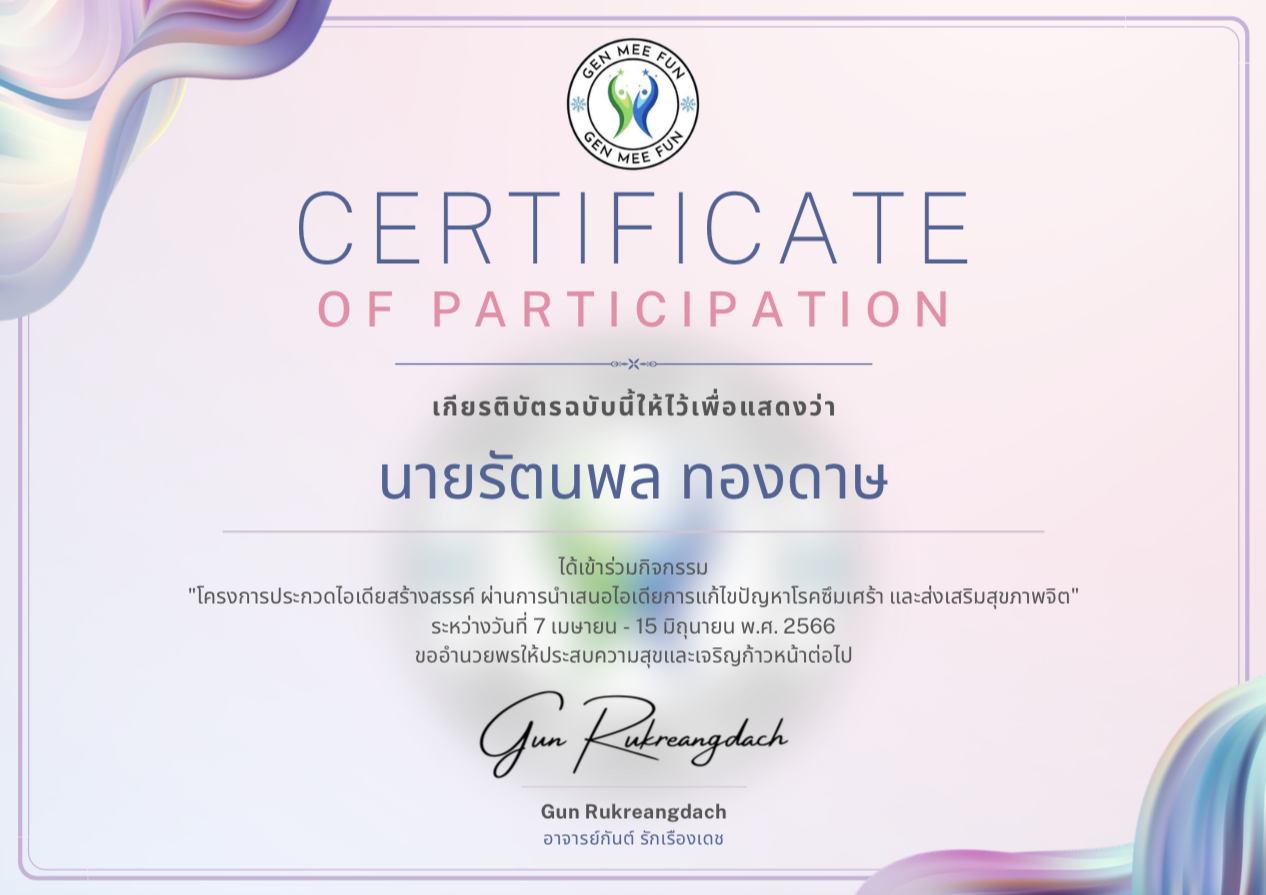 GEN MEE FUN
GEN MEE FUN
CERTIFICATE
OF PARTICIPATION
เกียรติบัตรฉบับนี้ให้ไว้เพื่อแสดงว่า
นายรัตนพล ทองดาษ
ได้เข้าร่วมกิจกรรม
"โครงการประกวดไอเดียสร้างสรรค์ ผ่านการนำเสนอไอเดียการแก้ไขปัญหาโรคซึมเศร้า และส่งเสริมสุขภาพจิต"
ระหว่างวันที่ 7 เมษายน - 15 มิถุนายน พ.ศ. 2566
ขออำนวยพรให้ประสบความสุขและเจริญก้าวหน้าต่อไป
Gun Rukreangdach
Gun Rukreangdach
อาจารย์กันต์ รักเรืองเดช